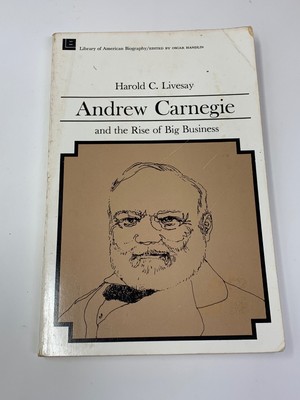 Library of American Biography/EDITED BY OSCAR HANDLIN
Harold C. Livesay
Andrew Carnegie
and the Rise of Big Business